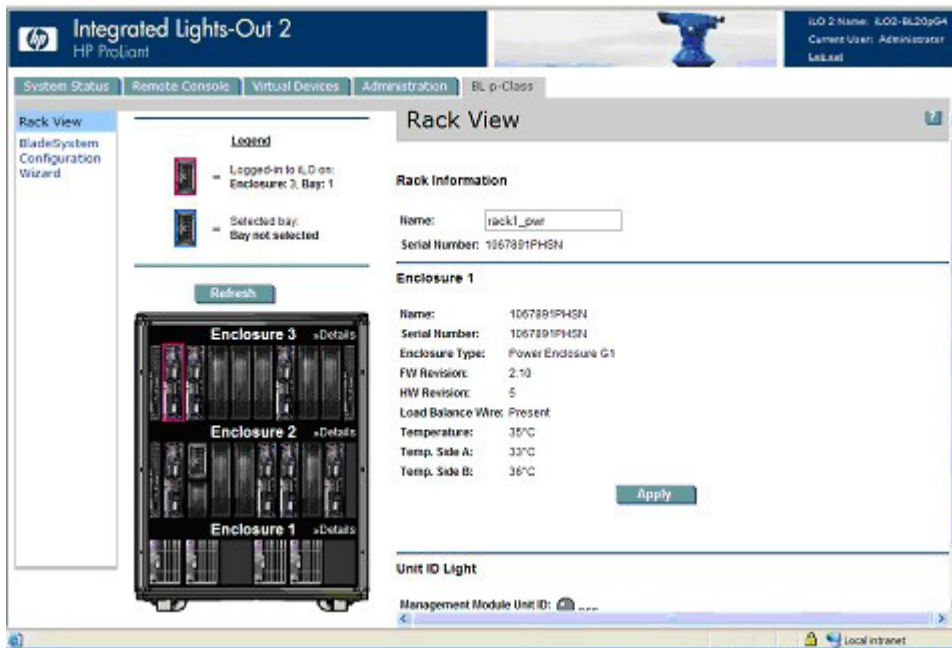 hp
Integrated Lights-Out 2
HP ProLiant
iLO 2 Name: iLO2-BL20pG4
Current User: Administrator
Log out
System Status
Remote Console
Virtual Devices
Administration
BL p-Class
Rack View
BladeSystem
Configuration
Wizard
Legend
= Logged-in to iLO on:
Enclosure: 3, Bay: 1
= Selected bay:
Bay not selected
Refresh
Enclosure 3 »Details
Enclosure 2 »Details
Enclosure 1 »Details
Rack View
?
Rack Information
Name: rack1_pwr
Serial Number: 1067891PHSN
Enclosure 1
Name: 1067891PHSN
Serial Number: 1067891PHSN
Enclosure Type: Power Enclosure G1
FW Revision: 2.10
HW Revision: 5
Load Balance Wire: Present
Temperature: 35°C
Temp. Side A: 33°C
Temp. Side B: 36°C
Apply
Unit ID Light
Management Module Unit ID:
Local intranet